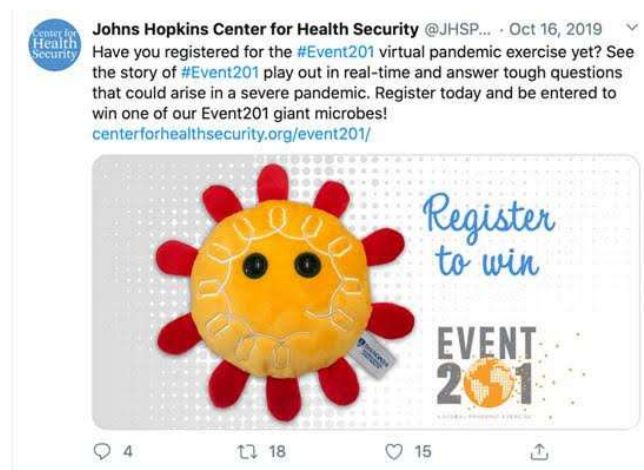 Center for
Health
Security
Johns Hopkins Center for Health Security @JHSP... · Oct 16, 2019
Have you registered for the #Event201 virtual pandemic exercise yet? See
the story of #Event201 play out in real-time and answer tough questions
that could arise in a severe pandemic. Register today and be entered to
win one of our Event201 giant microbes!
centerforhealthsecurity.org/event201/
Register
to win
EVENT
201
A GLOBAL PANDEMIC EXERCISE
4 18 15